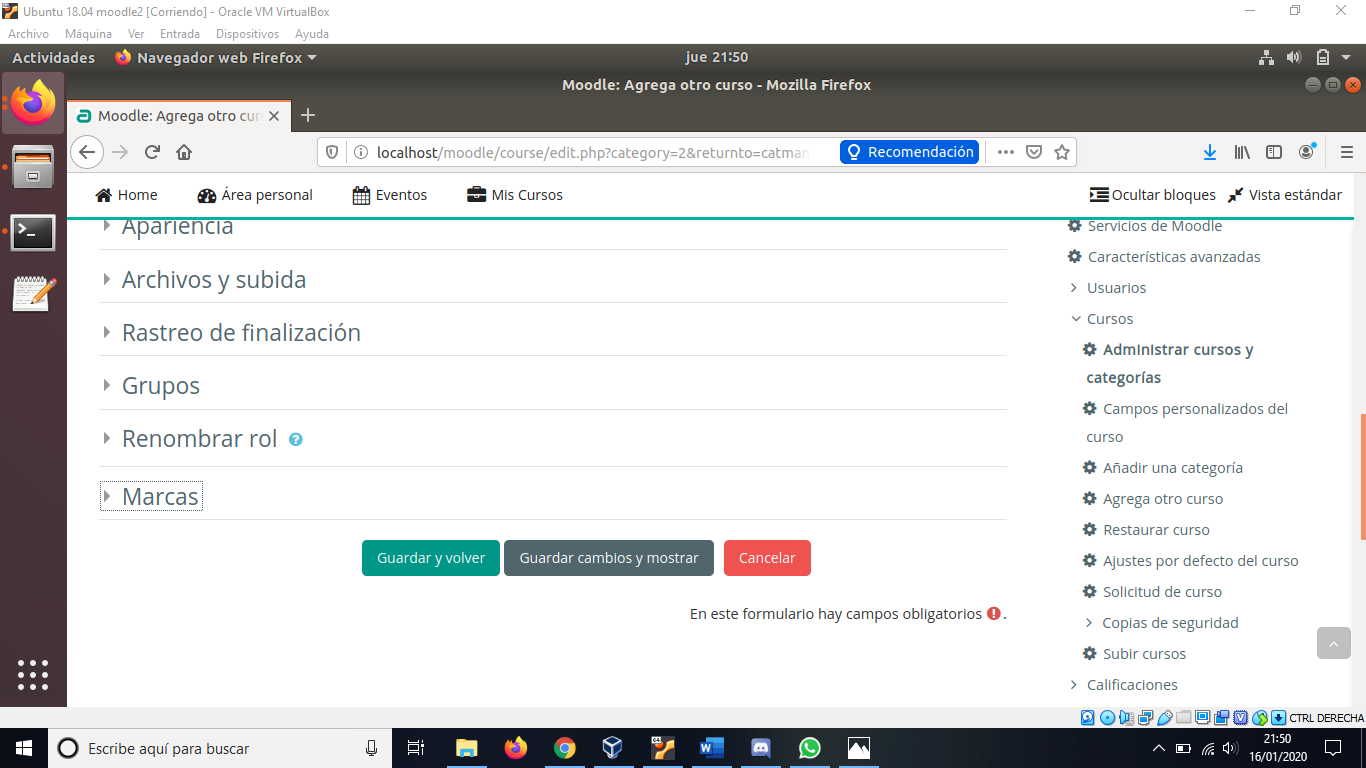 Ubuntu 18.04 moodle2 [Corriendo] - Oracle VM VirtualBox
Archivo Máquina Ver Entrada Dispositivos Ayuda
Actividades Navegador web Firefox jue 21:50
Moodle: Agrega otro curso - Mozilla Firefox
Moodle: Agrega otro cur
localhost/moodle/course/edit.php?category=2&returnto=catman Recomendación
Home Área personal Eventos Mis Cursos Ocultar bloques Vista estándar
Apariencia
Archivos y subida
Rastreo de finalización
Grupos
Renombrar rol
Marcas
Guardar y volver Guardar cambios y mostrar Cancelar
En este formulario hay campos obligatorios .
Servicios de Moodle
Características avanzadas
Usuarios
Cursos
AdmInIstrar cursos y
categorías
Campos personalizados del
curso
Añadir una categoría
Agrega otro curso
Restaurar curso
Ajustes por defecto del curso
Solicitud de curso
Copias de seguridad
Subir cursos
Calificaciones
CTRL DERECHA
Escribe aquí para buscar
21:50
16/01/2020